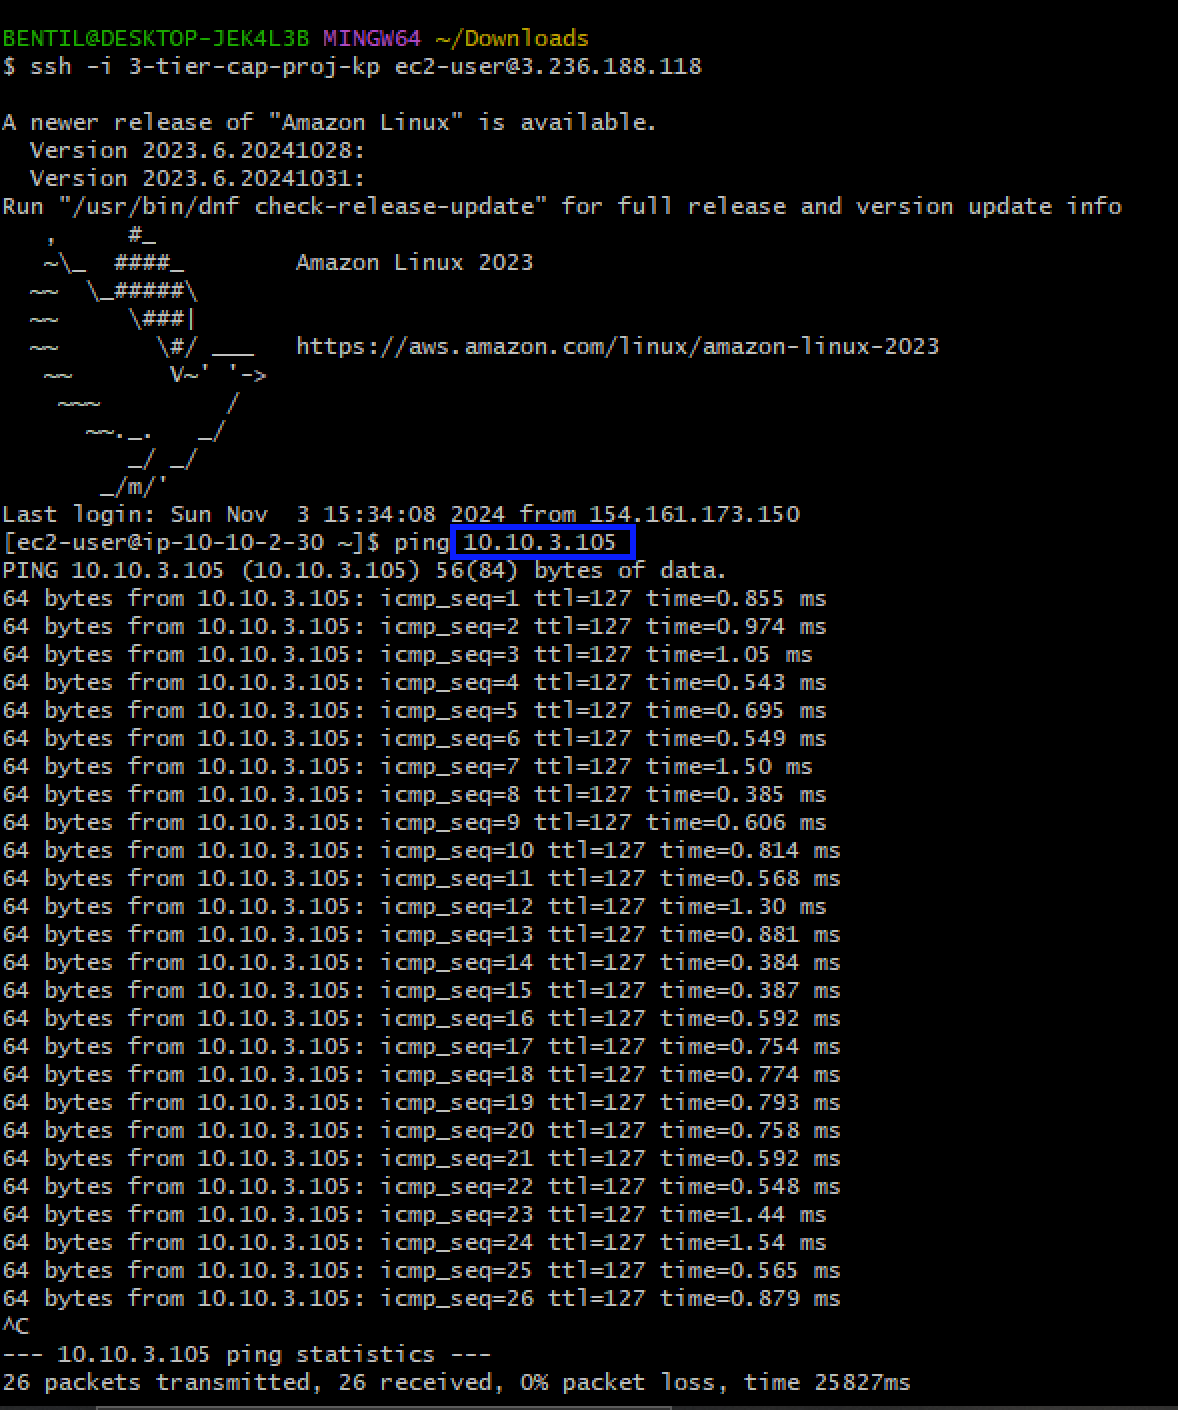 BENTIL@DESKTOP-JEK4L3B MINGW64 ~/Downloads
$ ssh -i 3-tier-cap-proj-kp ec2-user@3.236.188.118

A newer release of "Amazon Linux" is available.
  Version 2023.6.20241028:
  Version 2023.6.20241031:
Run "/usr/bin/dnf check-release-update" for full release and version update info
   ,     #_
   ~\_  ####_        Amazon Linux 2023
  ~~  \_#####\
  ~~     \###|
  ~~       \#/ ___   https://aws.amazon.com/linux/amazon-linux-2023
   ~~       V~' '->
    ~~~         /
      ~~._.   _/
         _/ _/
       _/m/'
Last login: Sun Nov  3 15:34:08 2024 from 154.161.173.150
[ec2-user@ip-10-10-2-30 ~]$ ping 10.10.3.105
PING 10.10.3.105 (10.10.3.105) 56(84) bytes of data.
64 bytes from 10.10.3.105: icmp_seq=1 ttl=127 time=0.855 ms
64 bytes from 10.10.3.105: icmp_seq=2 ttl=127 time=0.974 ms
64 bytes from 10.10.3.105: icmp_seq=3 ttl=127 time=1.05 ms
64 bytes from 10.10.3.105: icmp_seq=4 ttl=127 time=0.543 ms
64 bytes from 10.10.3.105: icmp_seq=5 ttl=127 time=0.695 ms
64 bytes from 10.10.3.105: icmp_seq=6 ttl=127 time=0.549 ms
64 bytes from 10.10.3.105: icmp_seq=7 ttl=127 time=1.50 ms
64 bytes from 10.10.3.105: icmp_seq=8 ttl=127 time=0.385 ms
64 bytes from 10.10.3.105: icmp_seq=9 ttl=127 time=0.606 ms
64 bytes from 10.10.3.105: icmp_seq=10 ttl=127 time=0.814 ms
64 bytes from 10.10.3.105: icmp_seq=11 ttl=127 time=0.568 ms
64 bytes from 10.10.3.105: icmp_seq=12 ttl=127 time=1.30 ms
64 bytes from 10.10.3.105: icmp_seq=13 ttl=127 time=0.881 ms
64 bytes from 10.10.3.105: icmp_seq=14 ttl=127 time=0.384 ms
64 bytes from 10.10.3.105: icmp_seq=15 ttl=127 time=0.387 ms
64 bytes from 10.10.3.105: icmp_seq=16 ttl=127 time=0.592 ms
64 bytes from 10.10.3.105: icmp_seq=17 ttl=127 time=0.754 ms
64 bytes from 10.10.3.105: icmp_seq=18 ttl=127 time=0.774 ms
64 bytes from 10.10.3.105: icmp_seq=19 ttl=127 time=0.793 ms
64 bytes from 10.10.3.105: icmp_seq=20 ttl=127 time=0.758 ms
64 bytes from 10.10.3.105: icmp_seq=21 ttl=127 time=0.592 ms
64 bytes from 10.10.3.105: icmp_seq=22 ttl=127 time=0.548 ms
64 bytes from 10.10.3.105: icmp_seq=23 ttl=127 time=1.44 ms
64 bytes from 10.10.3.105: icmp_seq=24 ttl=127 time=1.54 ms
64 bytes from 10.10.3.105: icmp_seq=25 ttl=127 time=0.565 ms
64 bytes from 10.10.3.105: icmp_seq=26 ttl=127 time=0.879 ms
^C
--- 10.10.3.105 ping statistics ---
26 packets transmitted, 26 received, 0% packet loss, time 25827ms